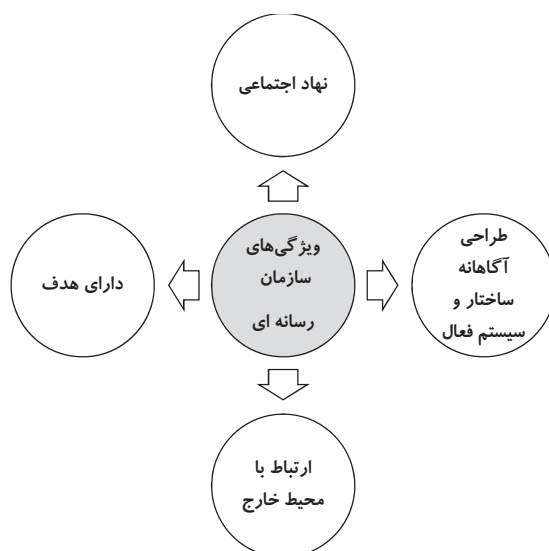 نهاد اجتماعی
ویژگی‌های
سازمان
رسانه ای
طراحی
آگاهانه
ساختار و
سیستم فعال
دارای هدف
ارتباط با
محیط خارج